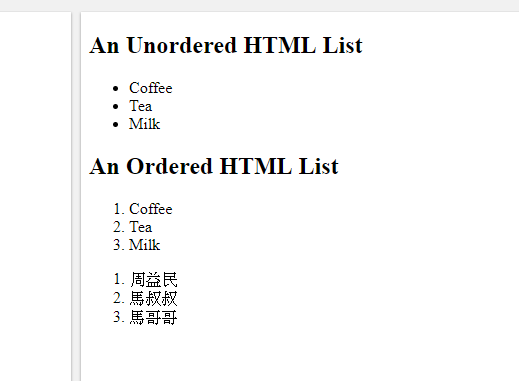 An Unordered HTML List
• Coffee
• Tea
• Milk
An Ordered HTML List
1. Coffee
2. Tea
3. Milk
1. 周益民
2. 馬叔叔
3. 馬哥哥